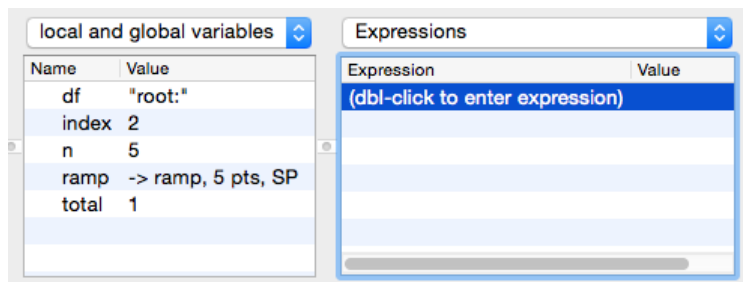 local and global variables
Name Value
df "root:"
index 2
n 5
ramp -> ramp, 5 pts, SP
total 1
Expressions
Expression Value
(dbl-click to enter expression)